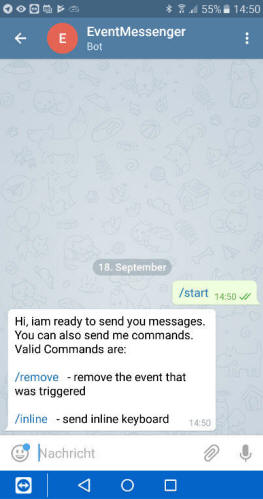 55% 14:50
E
EventMessenger
Bot
18. September
/start 14:50
Hi, iam ready to send you messages.
You can also send me commands.
Valid Commands are:
/remove - remove the event that
was triggered
/inline - send inline keyboard
14:50
Nachricht